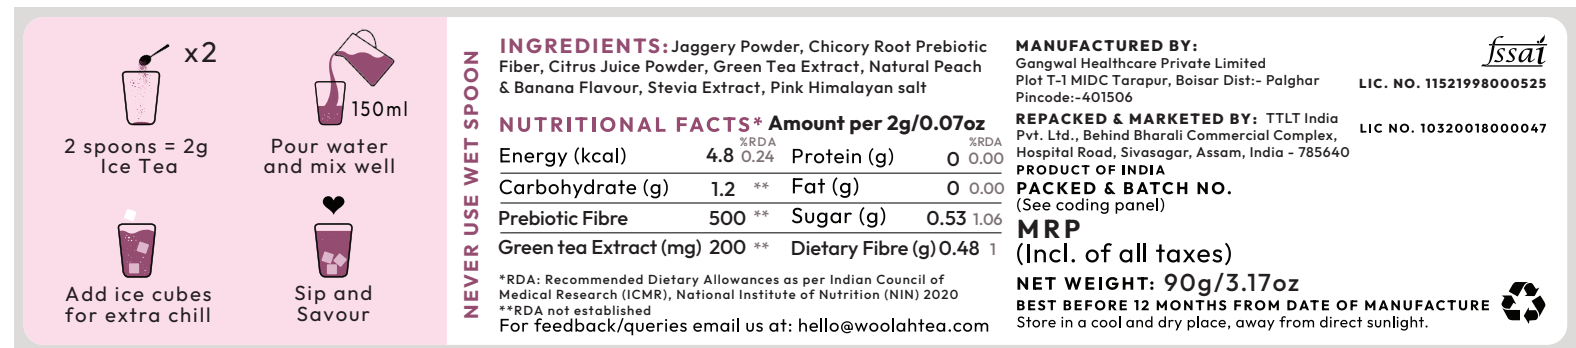 x2
2 spoons = 2g
Ice Tea
150ml
Pour water
and mix well
Add ice cubes
for extra chill
Sip and
Savour
NEVER USE WET SPOON
INGREDIENTS: Jaggery Powder, Chicory Root Prebiotic
Fiber, Citrus Juice Powder, Green Tea Extract, Natural Peach
& Banana Flavour, Stevia Extract, Pink Himalayan salt
NUTRITIONAL FACTS* Amount per 2g/0.07oz
%RDA %RDA
Energy (kcal) 4.8 0.24 Protein (g) 0 0.00
Carbohydrate (g) 1.2 ** Fat (g) 0 0.00
Prebiotic Fibre 500 ** Sugar (g) 0.53 1.06
Green tea Extract (mg) 200 ** Dietary Fibre (g) 0.48 1
*RDA: Recommended Dietary Allowances as per Indian Council of
Medical Research (ICMR), National Institute of Nutrition (NIN) 2020
**RDA not established
For feedback/queries email us at: hello@woolahtea.com
MANUFACTURED BY:
Gangwal Healthcare Private Limited
Plot T-1 MIDC Tarapur, Boisar Dist:- Palghar
Pincode:-401506
REPACKED & MARKETED BY: TTLT India
Pvt. Ltd., Behind Bharali Commercial Complex,
Hospital Road, Sivasagar, Assam, India - 785640
PRODUCT OF INDIA
PACKED & BATCH NO.
(See coding panel)
MRP
(Incl. of all taxes)
NET WEIGHT: 90g/3.17oz
BEST BEFORE 12 MONTHS FROM DATE OF MANUFACTURE
Store in a cool and dry place, away from direct sunlight.
fssai
LIC. NO. 11521998000525
LIC NO. 10320018000047